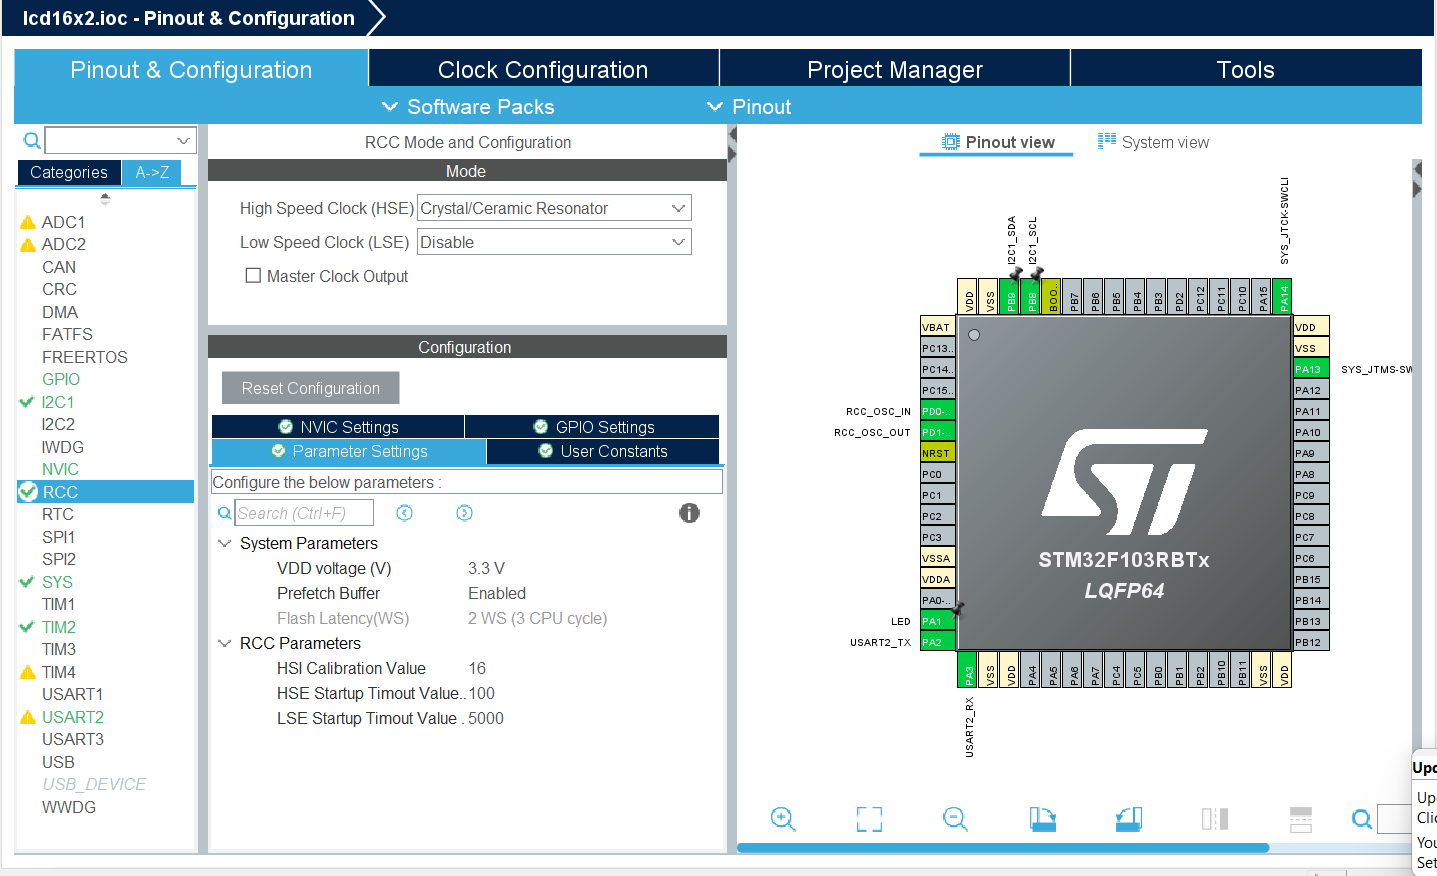 lcd16x2.ioc - Pinout & Configuration
Pinout & Configuration
Clock Configuration
Project Manager
Tools
Software Packs
Pinout
Categories
A->Z
ADC1
ADC2
CAN
CRC
DMA
FATFS
FREERTOS
GPIO
I2C1
I2C2
IWDG
NVIC
RCC
RTC
SPI1
SPI2
SYS
TIM1
TIM2
TIM3
TIM4
USART1
USART2
USART3
USB
USB_DEVICE
WWDG
RCC Mode and Configuration
Mode
High Speed Clock (HSE) Crystal/Ceramic Resonator
Low Speed Clock (LSE) Disable
Master Clock Output
Configuration
Reset Configuration
NVIC Settings
GPIO Settings
Parameter Settings
User Constants
Configure the below parameters :
Search (Ctrl+F)
System Parameters
VDD voltage (V) 3.3 V
Prefetch Buffer Enabled
Flash Latency(WS) 2 WS (3 CPU cycle)
RCC Parameters
HSI Calibration Value 16
HSE Startup Timout Value.. 100
LSE Startup Timout Value . 5000
Pinout view
System view
I2C1_SDA
I2C1_SCL
SYS_JTCK-SWCLK
VDD
VSS
PB9
PB8
BOO..
PB7
PB6
PB5
PB4
PB3
PD2
PC12
PC11
PC10
PA15
PA14
VBAT
PC13..
PC14..
PC15..
RCC_OSC_IN PD0-..
RCC_OSC_OUT PD1-..
NRST
PC0
PC1
PC2
PC3
VSSA
VDDA
PA0-..
LED PA1
USART2_TX PA2
STM32F103RBTx
LQFP64
VDD
VSS
PA13 SYS_JTMS-SW
PA12
PA11
PA10
PA9
PA8
PC9
PC8
PC7
PC6
PB15
PB14
PB13
PB12
PA3
VSS
VDD
PA4
PA5
PA6
PA7
PC4
PC5
PB0
PB1
PB2
PB10
PB11
VSS
VDD
USART2_RX
Upd
Upd
Clic
You
Set